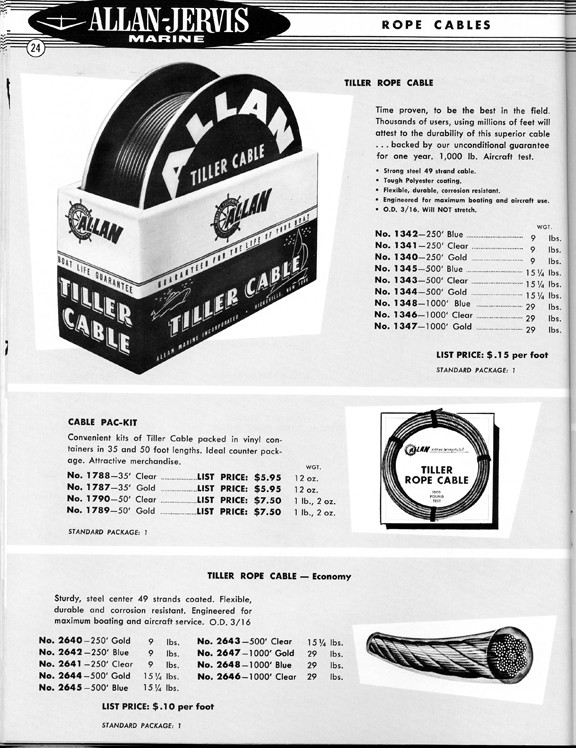 ALLAN-JERVIS
MARINE
ROPE CABLES
24
TILLER ROPE CABLE
Time proven, to be the best in the field.
Thousands of users, using millions of feet will
attest to the durability of this superior cable
... backed by our unconditional guarantee
for one year, 1,000 lb. Aircraft test.
• Strong steel 49 strand cable.
• Tough Polyester coating.
• Flexible, durable, corrosion resistant.
• Engineered for maximum boating and aircraft use.
• O.D. 3/16. Will NOT stretch.
WGT.
No. 1342—250' Blue 9 lbs.
No. 1341—250' Clear 9 lbs.
No. 1340—250' Gold 9 lbs.
No. 1345—500' Blue 15¼ lbs.
No. 1343—500' Clear 15¼ lbs.
No. 1344—500' Gold 15¼ lbs.
No. 1348—1000' Blue 29 lbs.
No. 1346—1000' Clear 29 lbs.
No. 1347—1000' Gold 29 lbs.
LIST PRICE: $.15 per foot
STANDARD PACKAGE: 1
ALLAN
TILLER CABLE
ALLAN
ALLAN
BOAT LIFE GUARANTEE
GUARANTEED FOR THE LIFE OF YOUR BOAT
TILLER
CABLE
TILLER CABLE
ALLAN MARINE INCORPORATED • HICKSVILLE, NEW YORK
CABLE PAC-KIT
Convenient kits of Tiller Cable packed in vinyl con-
tainers in 35 and 50 foot lengths. Ideal counter pack-
age. Attractive merchandise.
WGT.
No. 1788—35' Clear LIST PRICE: $5.95 12 oz.
No. 1787—35' Gold LIST PRICE: $5.95 12 oz.
No. 1790—50' Clear LIST PRICE: $7.50 1 lb., 2 oz.
No. 1789—50' Gold LIST PRICE: $7.50 1 lb., 2 oz.
STANDARD PACKAGE: 1
ALLAN
TILLER
ROPE CABLE
1000
POUND
TEST
TILLER ROPE CABLE — Economy
Sturdy, steel center 49 strands coated. Flexible,
durable and corrosion resistant. Engineered for
maximum boating and aircraft service. O.D. 3/16
No. 2640—250' Gold 9 lbs.
No. 2642—250' Blue 9 lbs.
No. 2641—250' Clear 9 lbs.
No. 2644—500' Gold 15¼ lbs.
No. 2645—500' Blue 15¼ lbs.
No. 2643—500' Clear 15¼ lbs.
No. 2647—1000' Gold 29 lbs.
No. 2648—1000' Blue 29 lbs.
No. 2646—1000' Clear 29 lbs.
LIST PRICE: $.10 per foot
STANDARD PACKAGE: 1